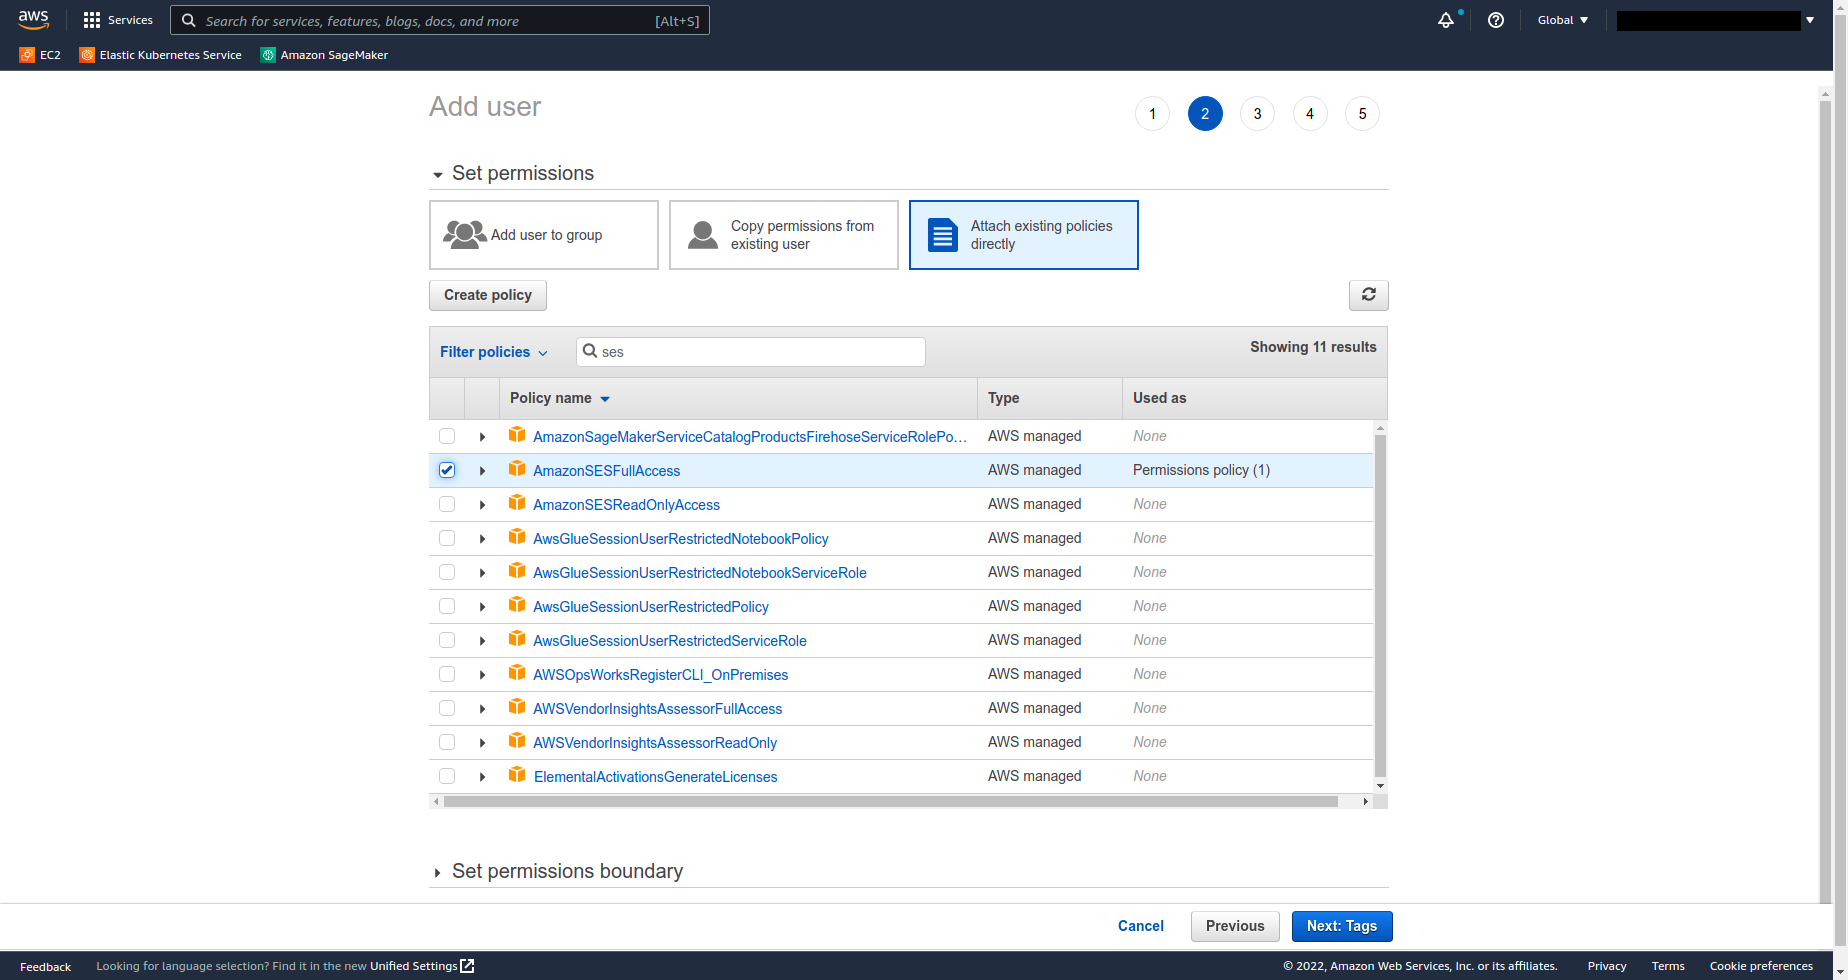 aws
Services
Search for services, features, blogs, docs, and more [Alt+S]
Global
EC2
Elastic Kubernetes Service
Amazon SageMaker
Add user
1 2 3 4 5
Set permissions
Add user to group
Copy permissions from
existing user
Attach existing policies
directly
Create policy
Filter policies
ses
Showing 11 results
Policy name Type Used as
AmazonSageMakerServiceCatalogProductsFirehoseServiceRolePo... AWS managed None
AmazonSESFullAccess AWS managed Permissions policy (1)
AmazonSESReadOnlyAccess AWS managed None
AwsGlueSessionUserRestrictedNotebookPolicy AWS managed None
AwsGlueSessionUserRestrictedNotebookServiceRole AWS managed None
AwsGlueSessionUserRestrictedPolicy AWS managed None
AwsGlueSessionUserRestrictedServiceRole AWS managed None
AWSOpsWorksRegisterCLI_OnPremises AWS managed None
AWSVendorInsightsAssessorFullAccess AWS managed None
AWSVendorInsightsAssessorReadOnly AWS managed None
ElementalActivationsGenerateLicenses AWS managed None
Set permissions boundary
Cancel
Previous
Next: Tags
Feedback
Looking for language selection? Find it in the new Unified Settings
© 2022, Amazon Web Services, Inc. or its affiliates.
Privacy
Terms
Cookie preferences